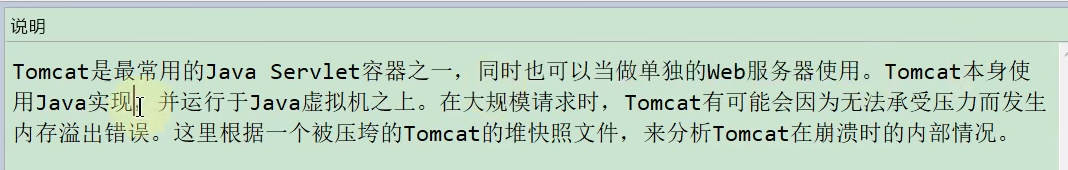 说明
Tomcat是最常用的Java Servlet容器之一，同时也可以当做单独的Web服务器使用。Tomcat本身使
用Java实现，并运行于Java虚拟机之上。在大规模请求时，Tomcat有可能会因为无法承受压力而发生
内存溢出错误。这里根据一个被压垮的Tomcat的堆快照文件，来分析Tomcat在崩溃时的内部情况。